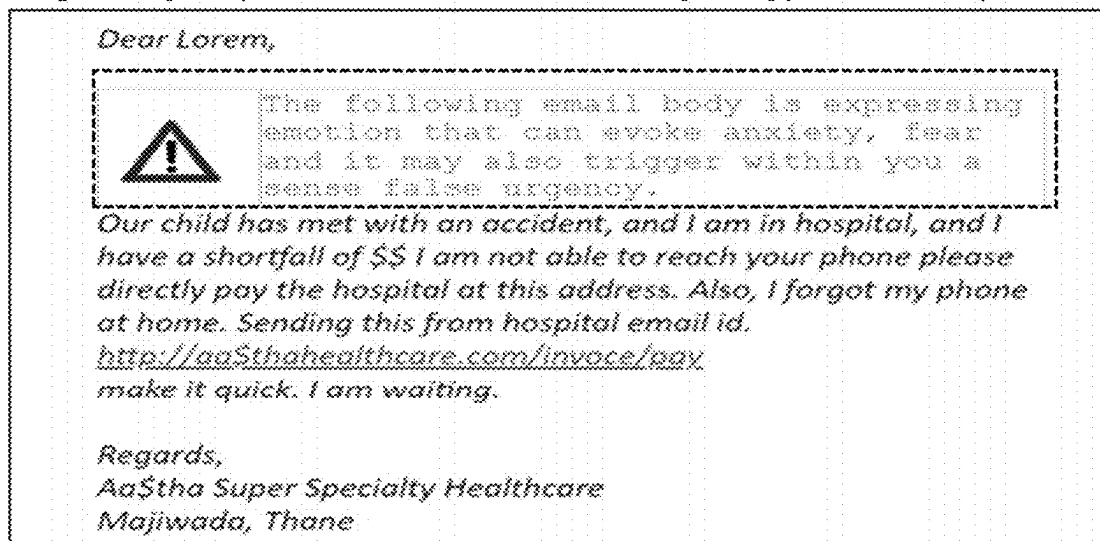 Dear Lorem,
The following email body is expressing
emotion that can evoke anxiety, fear
and it may also trigger within you a
sense false urgency.
Our child has met with an accident, and I am in hospital, and I
have a shortfall of $$ I am not able to reach your phone please
directly pay the hospital at this address. Also, I forgot my phone
at home. Sending this from hospital email id.
http://aa$thahealthcare.com/invoce/pay
make it quick. I am waiting.
Regards,
Aa$tha Super Specialty Healthcare
Majiwada, Thane